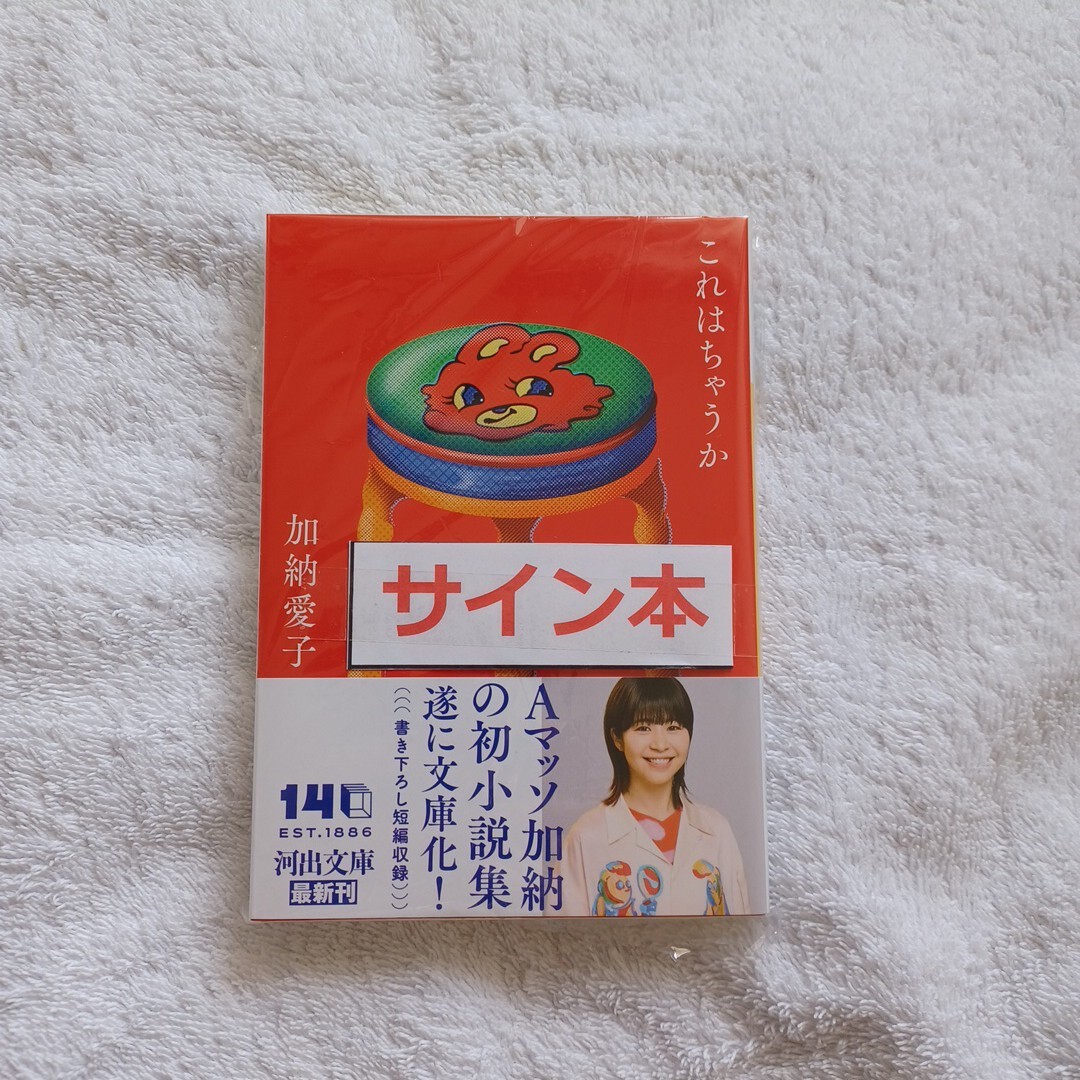 これはちゃうか
加納愛子
サイン本
Aマッソ加納
の初小説集
遂に文庫化!
(((書き下ろし短編収録)))
140
EST.1886
河出文庫
最新刊